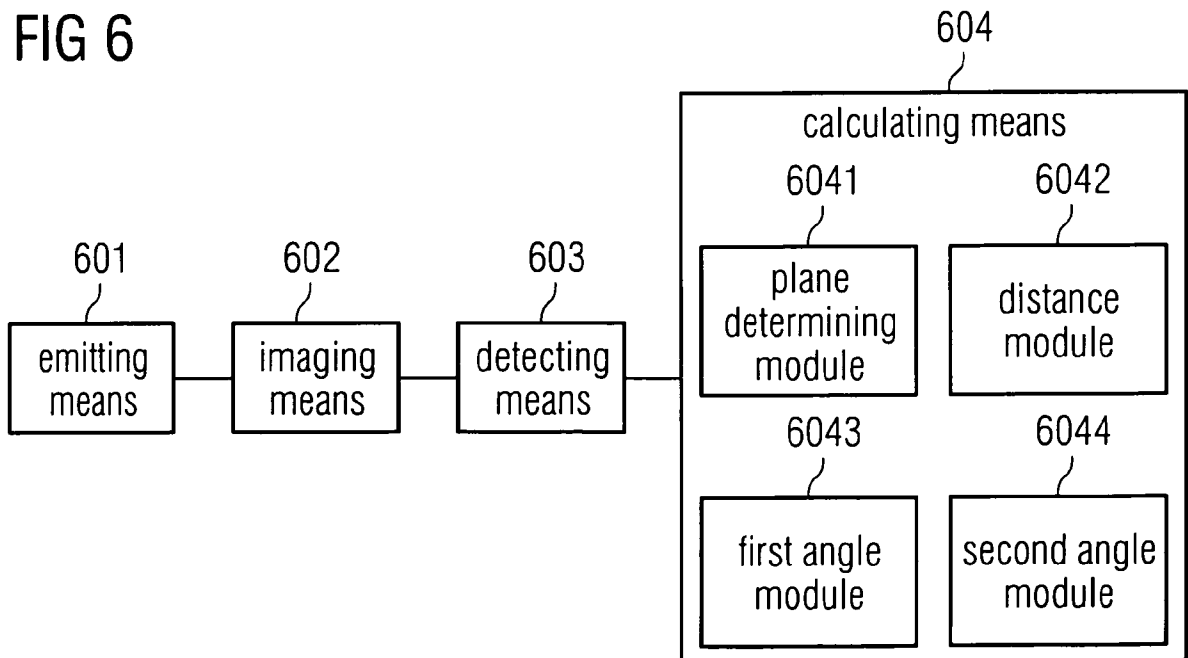 FIG 6
604
calculating means
6041
6042
601
602
603
plane
determining
module
distance
module
emitting
means
imaging
means
detecting
means
6043
6044
first angle
module
second angle
module